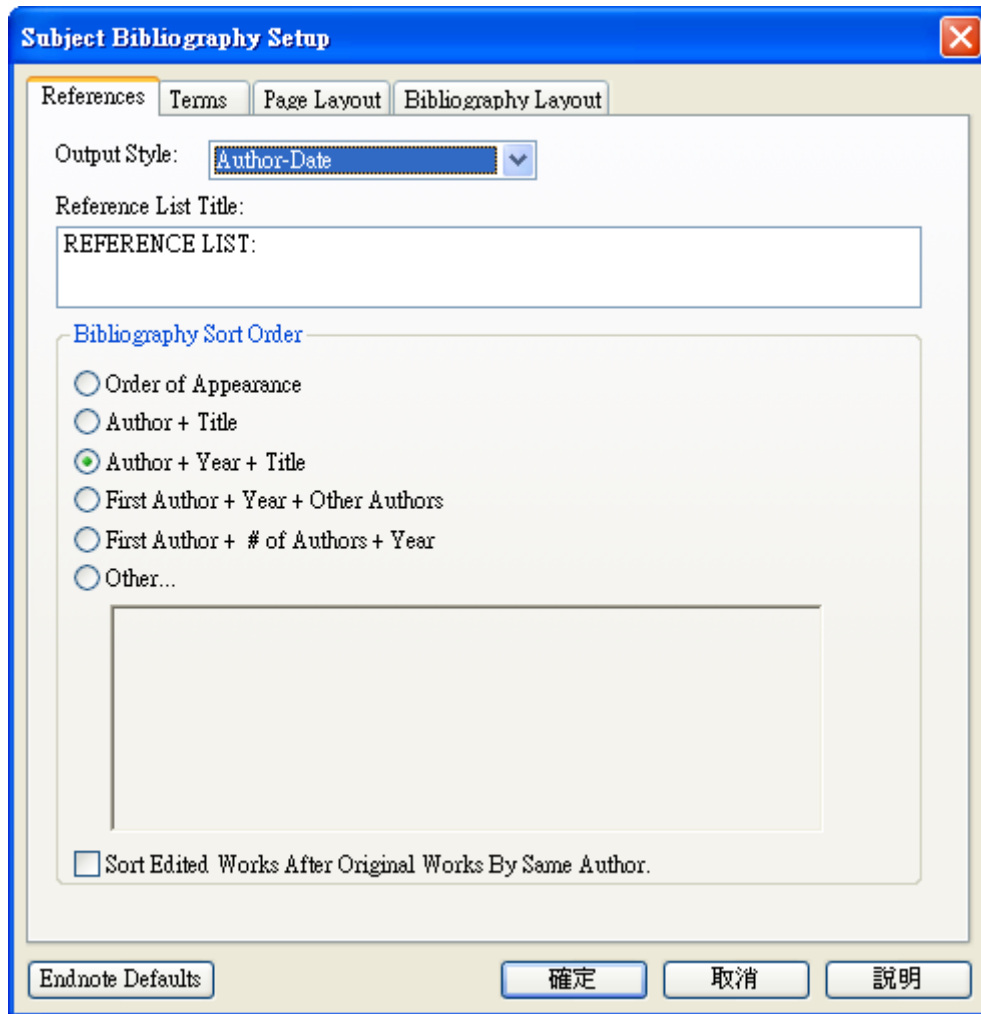 Subject Bibliography Setup
References Terms Page Layout Bibliography Layout
Output Style: Author-Date
Reference List Title:
REFERENCE LIST:
Bibliography Sort Order
Order of Appearance
Author + Title
Author + Year + Title
First Author + Year + Other Authors
First Author + # of Authors + Year
Other...
Sort Edited Works After Original Works By Same Author.
Endnote Defaults 確定 取消 說明